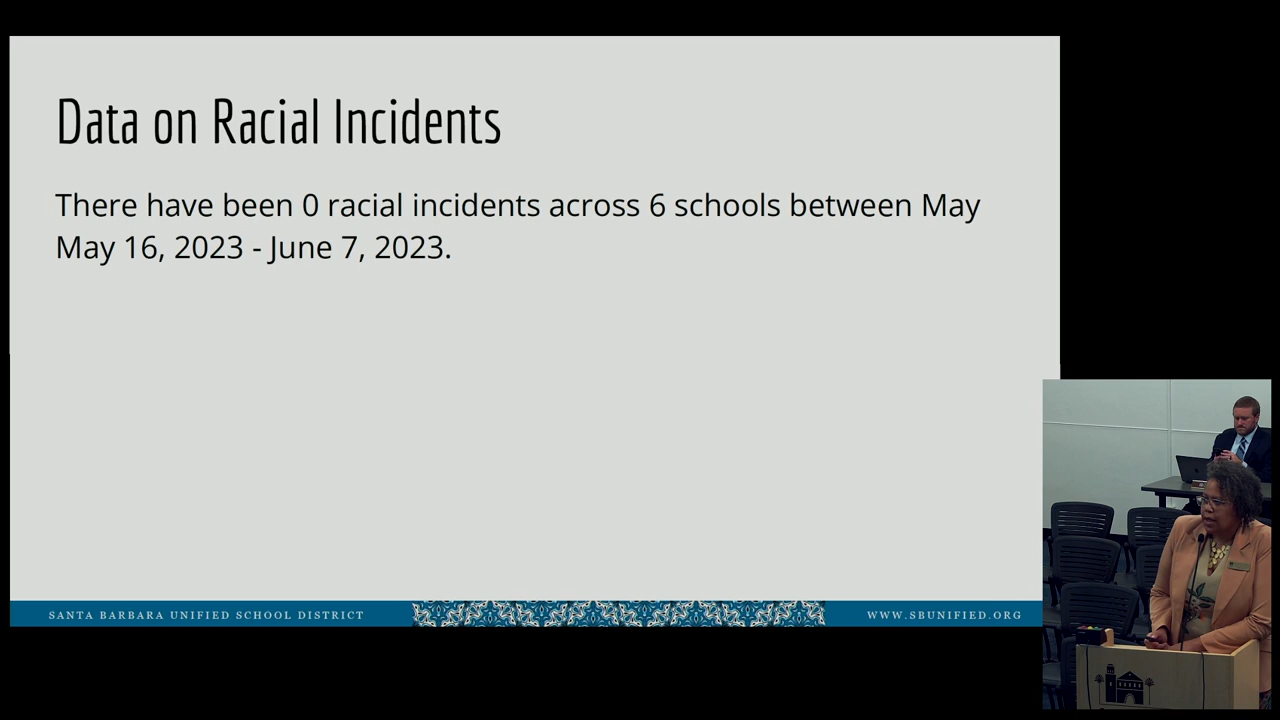 Data on Racial Incidents
There have been 0 racial incidents across 6 schools between May
May 16, 2023 - June 7, 2023.
SANTA BARBARA UNIFIED SCHOOL DISTRICT
WWW.SBUNIFIED.ORG